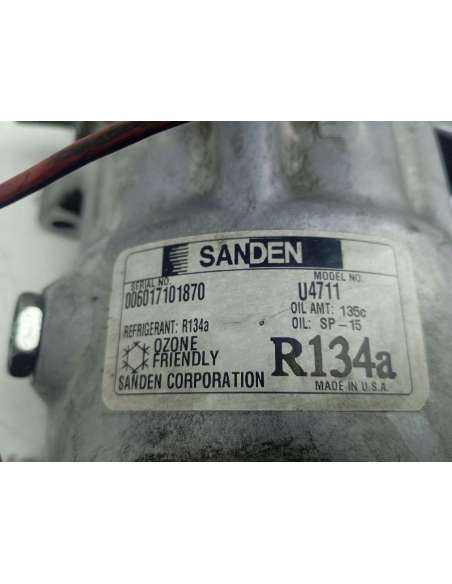 SANDEN
SERIAL NO. MODEL NO.
006017101870 U4711
OIL AMT: 135c
REFRIGERANT: R134a OIL: SP-15
OZONE
FRIENDLY R134a
SANDEN CORPORATION MADE IN U.S.A.